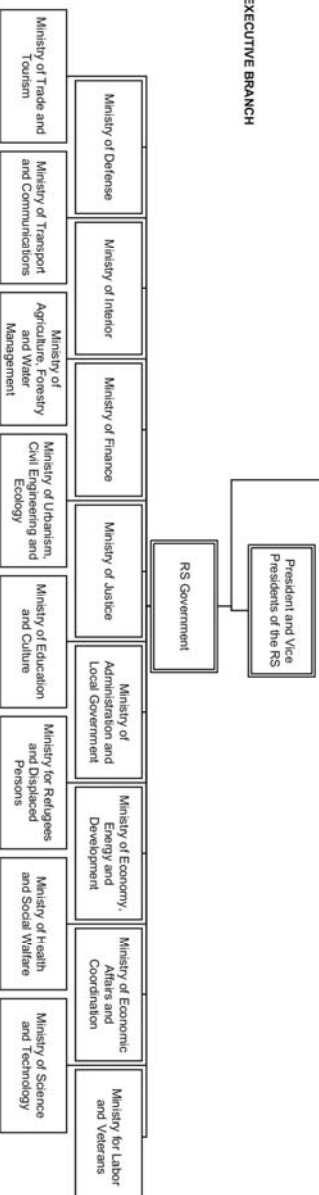 EXECUTIVE BRANCH
President and Vice
Presidents of the RS
RS Government
Ministry of Defense
Ministry of Interior
Ministry of Finance
Ministry of Justice
Ministry of
Administration and
Local Government
Ministry of Economy,
Energy and
Development
Ministry of Economic
Affairs and
Coordination
Ministry for Labor
and Veterans
Ministry of Trade and
Tourism
Ministry of Transport
and Communications
Ministry of
Agriculture, Forestry
and Water
Management
Ministry of Urbanism,
Civil Engineering and
Ecology
Ministry of Education
and Culture
Ministry for Refugees
and Displaced
Persons
Ministry of Health
and Social Walfare
Ministry of Science
and Technology